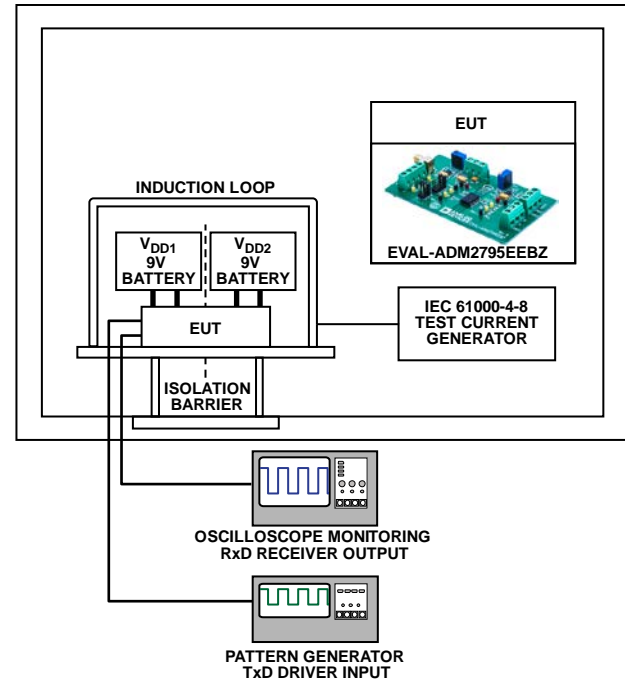 EUT
EVAL-ADM2795EEBZ
INDUCTION LOOP
VDD1
9V
BATTERY
VDD2
9V
BATTERY
EUT
IEC 61000-4-8
TEST CURRENT
GENERATOR
ISOLATION
BARRIER
OSCILLOSCOPE MONITORING
RxD RECEIVER OUTPUT
PATTERN GENERATOR
TxD DRIVER INPUT